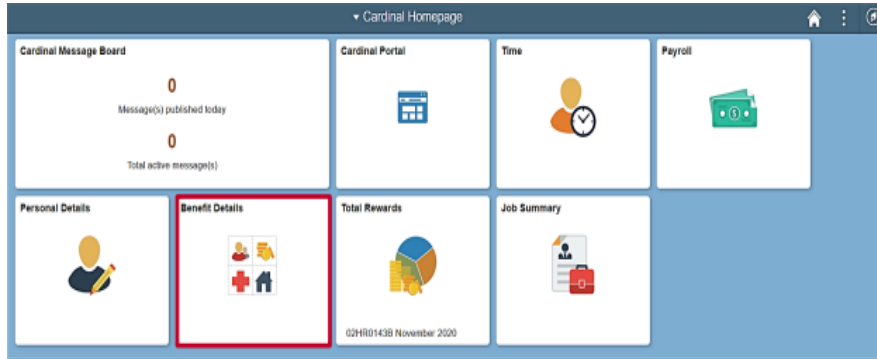 Cardinal Homepage
Cardinal Message Board
0
Message(s) published today
0
Total active message(s)
Cardinal Portal
Time
Payroll
Personal Details
Benefit Details
Total Rewards
02HR0143B November 2020
Job Summary